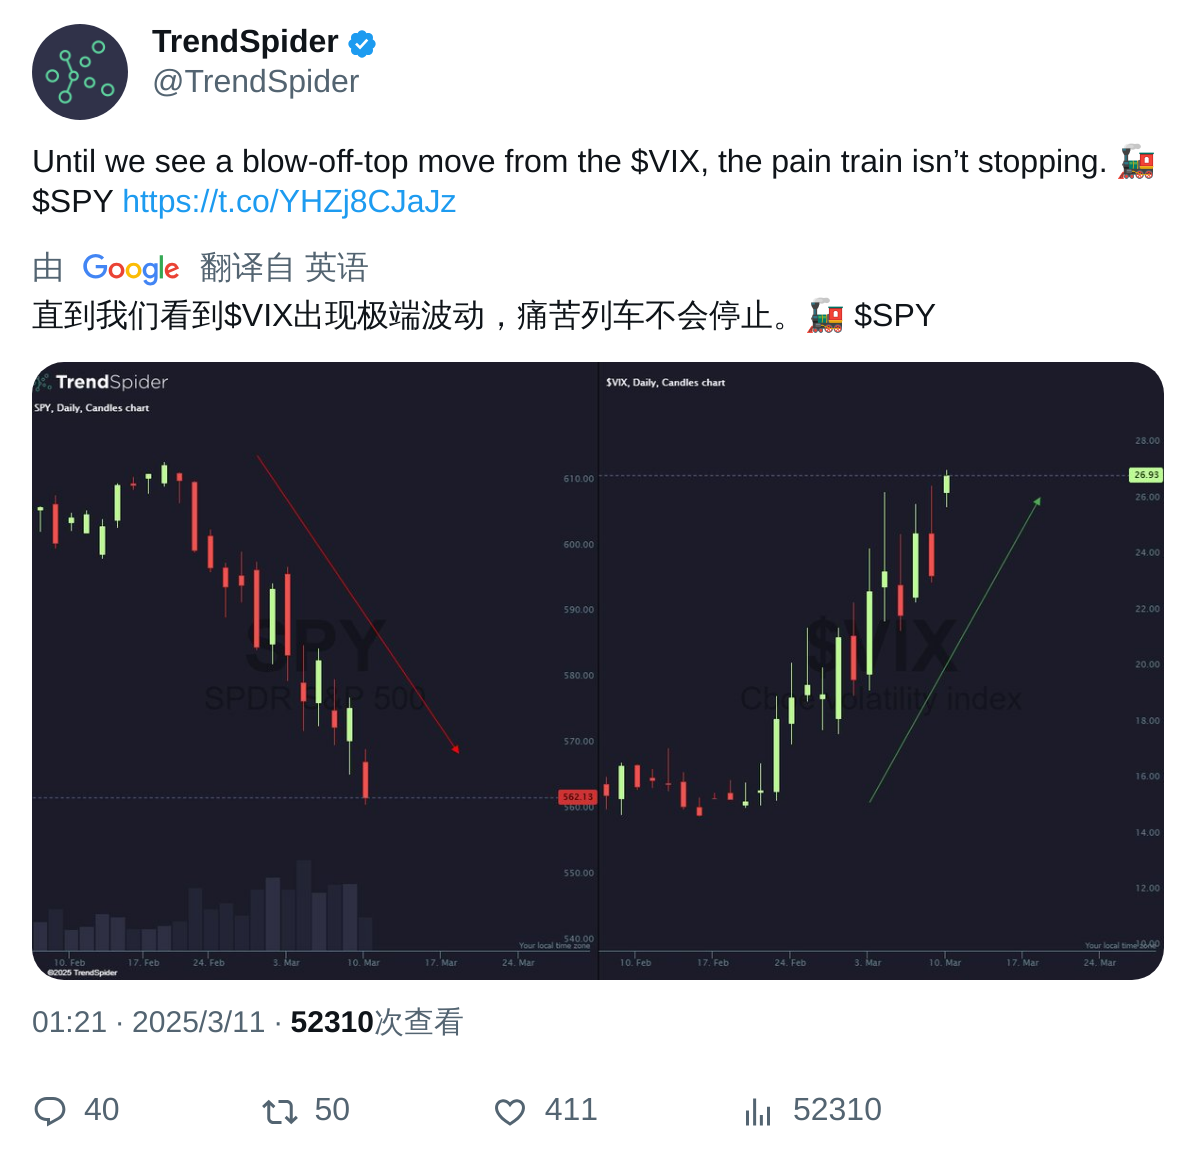 TrendSpider
@TrendSpider
Until we see a blow-off-top move from the $VIX, the pain train isn’t stopping. 🚂
$SPY https://t.co/YHZj8CJaJz
由 Google 翻译自 英语
直到我们看到$VIX出现极端波动，痛苦列车不会停止。🚂 $SPY
TrendSpider
SPY, Daily, Candles chart
610.00
600.00
590.00
580.00
570.00
562.13
560.00
550.00
540.00
SPY
SPDR S&P 500
Your local time zone
10. Feb 17. Feb 24. Feb 3. Mar 10. Mar 17. Mar 24. Mar
©2025 TrendSpider
$VIX, Daily, Candles chart
28.00
26.93
26.00
24.00
22.00
20.00
18.00
16.00
14.00
12.00
10.00
$VIX
Cboe Volatility index
Your local time zone
10. Feb 17. Feb 24. Feb 3. Mar 10. Mar 17. Mar 24. Mar
01:21 · 2025/3/11 · 52310次查看
40 50 411 52310